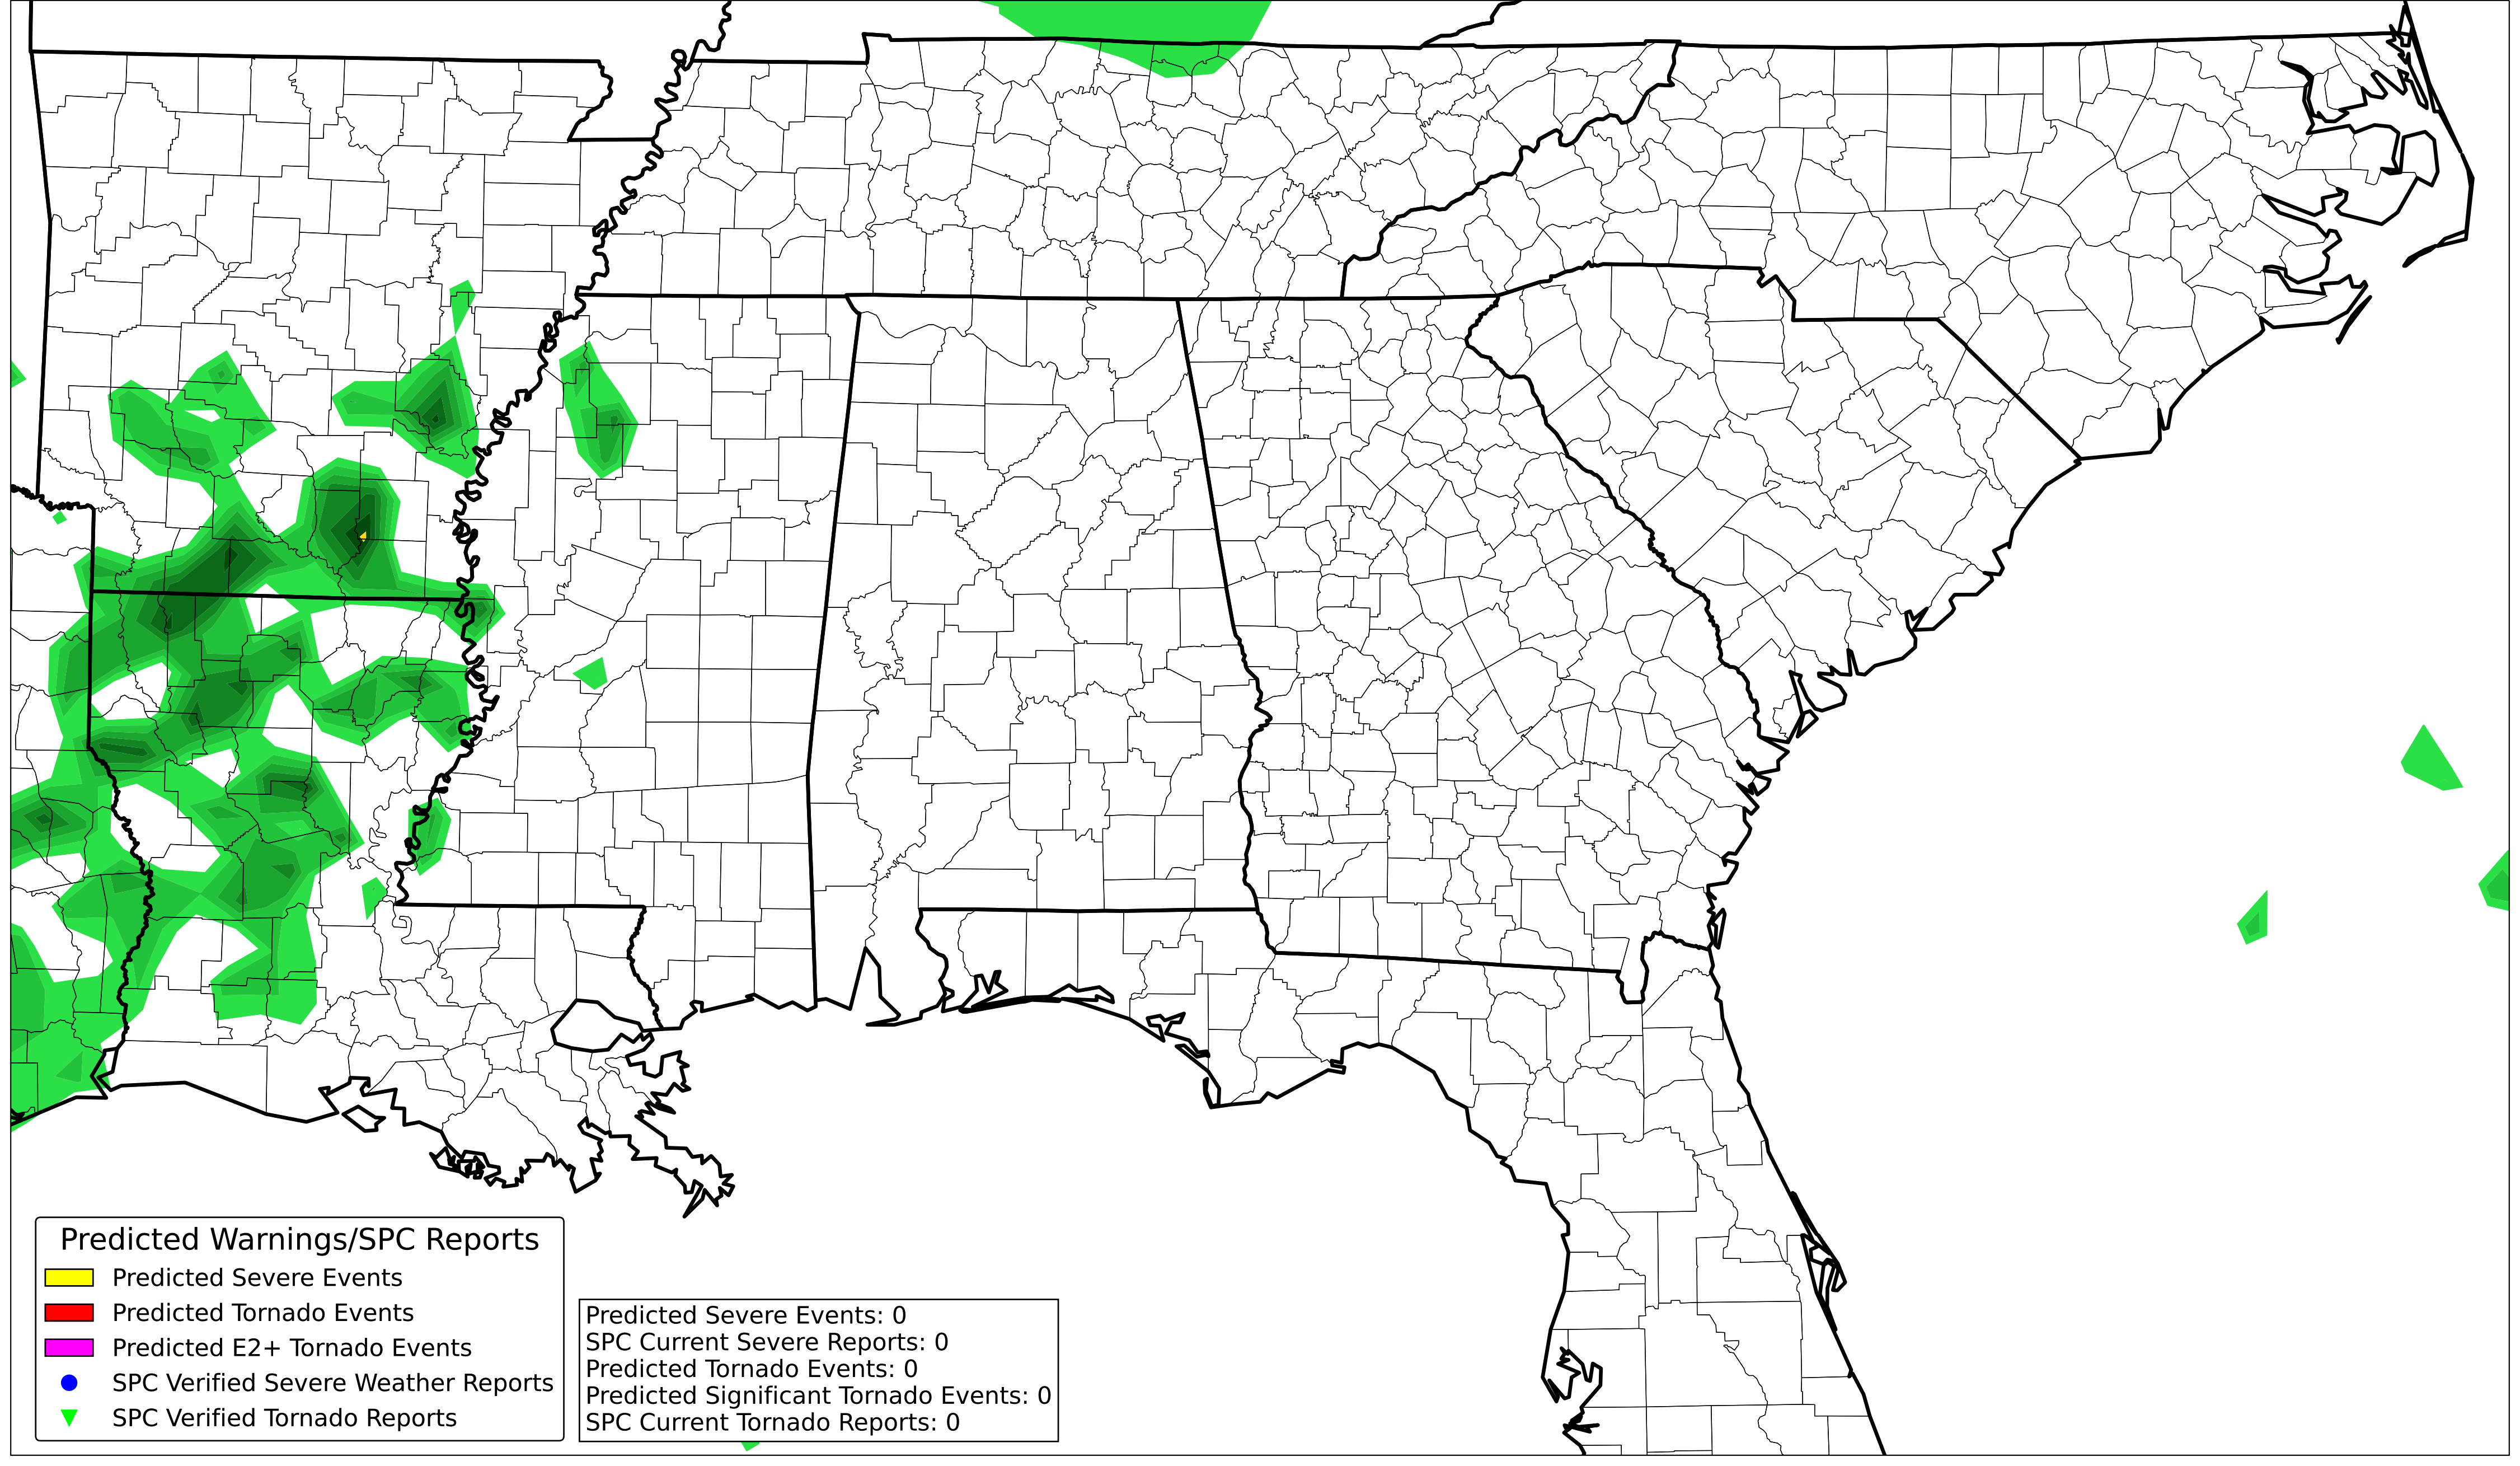 Predicted Warnings/SPC Reports
Predicted Severe Events
Predicted Tornado Events
Predicted E2+ Tornado Events
SPC Verified Severe Weather Reports
SPC Verified Tornado Reports
Predicted Severe Events: 0
SPC Current Severe Reports: 0
Predicted Tornado Events: 0
Predicted Significant Tornado Events: 0
SPC Current Tornado Reports: 0